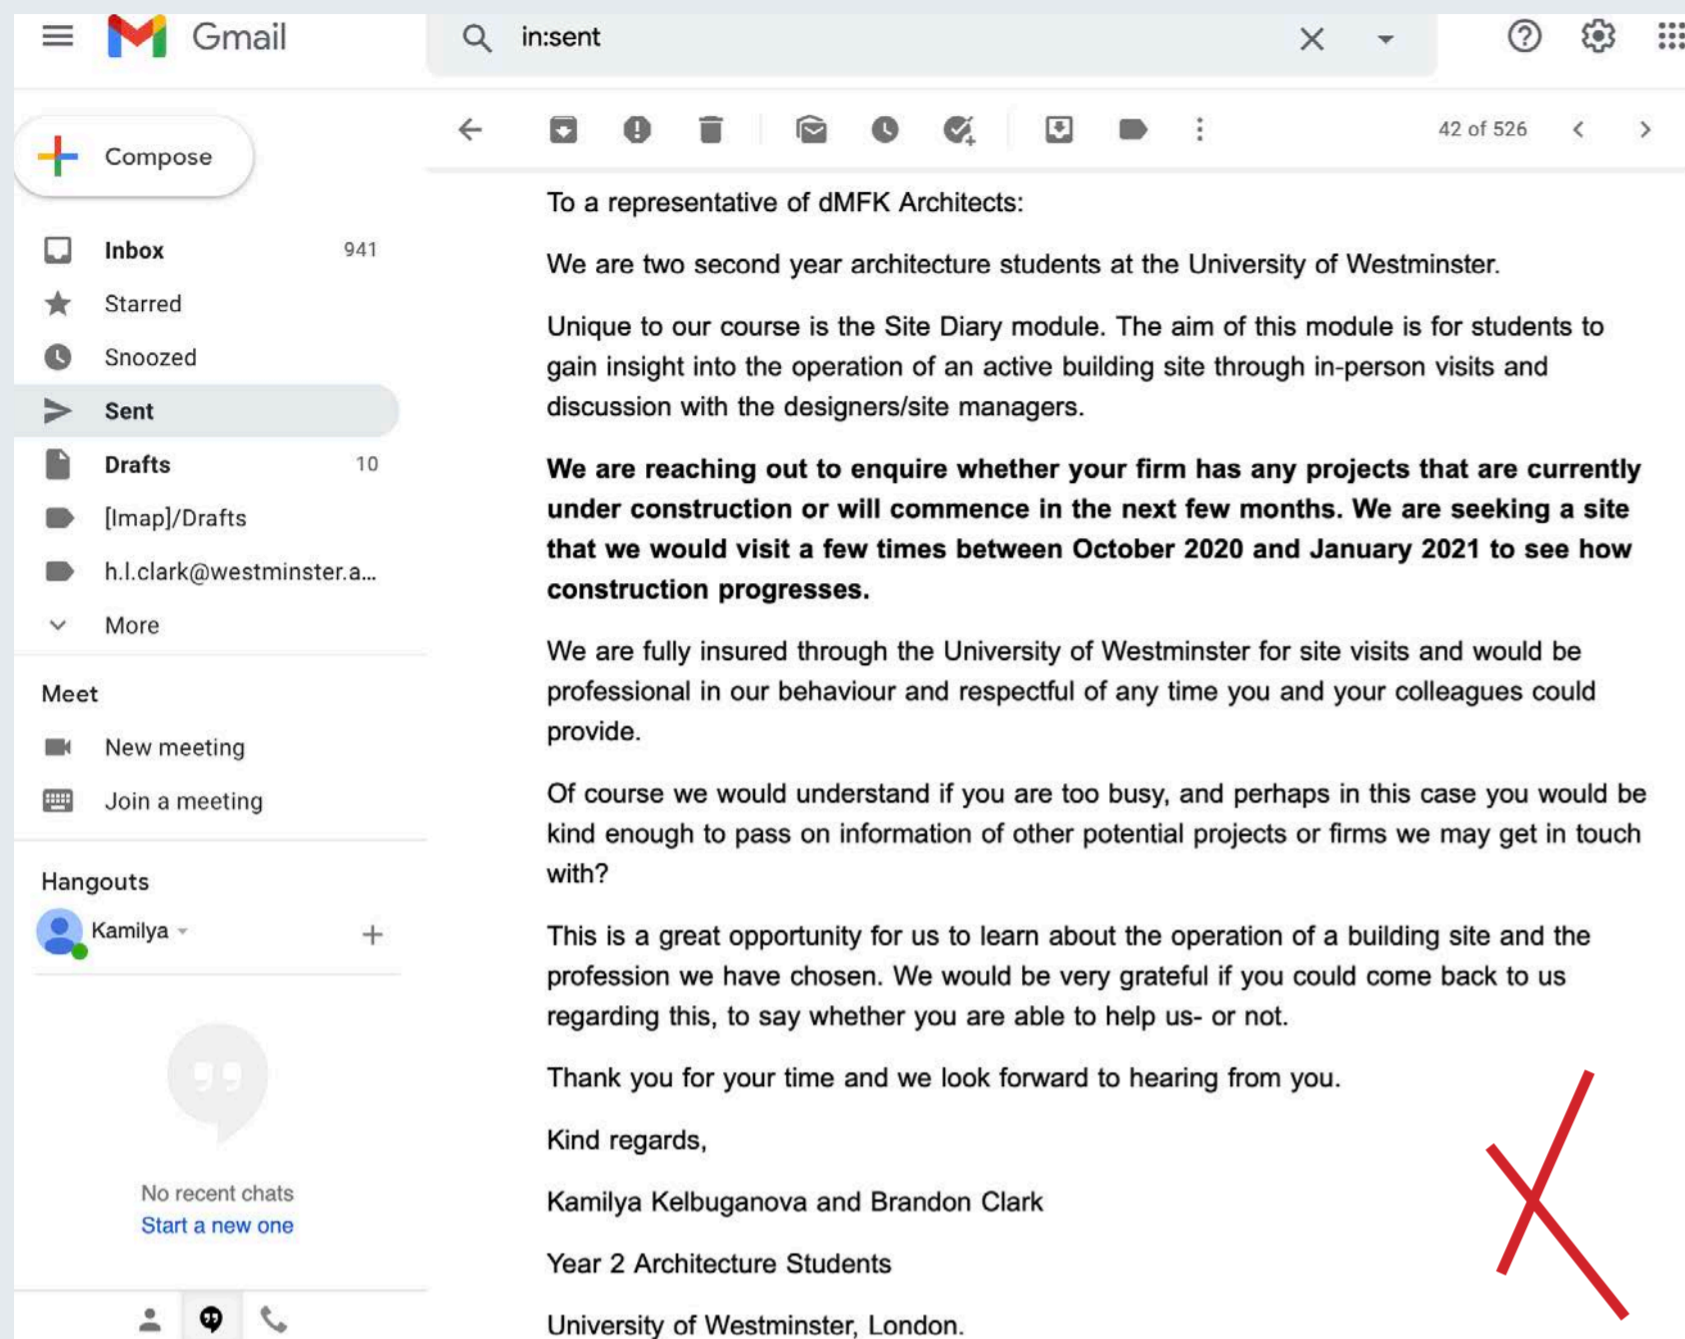 Gmail
in:sent
Compose
42 of 526
Inbox 941
Starred
Snoozed
Sent
Drafts 10
[Imap]/Drafts
h.l.clark@westminster.a...
More
Meet
New meeting
Join a meeting
Hangouts
Kamilya
No recent chats
Start a new one
To a representative of dMFK Architects:
We are two second year architecture students at the University of Westminster.
Unique to our course is the Site Diary module. The aim of this module is for students to
gain insight into the operation of an active building site through in-person visits and
discussion with the designers/site managers.
We are reaching out to enquire whether your firm has any projects that are currently
under construction or will commence in the next few months. We are seeking a site
that we would visit a few times between October 2020 and January 2021 to see how
construction progresses.
We are fully insured through the University of Westminster for site visits and would be
professional in our behaviour and respectful of any time you and your colleagues could
provide.
Of course we would understand if you are too busy, and perhaps in this case you would be
kind enough to pass on information of other potential projects or firms we may get in touch
with?
This is a great opportunity for us to learn about the operation of a building site and the
profession we have chosen. We would be very grateful if you could come back to us
regarding this, to say whether you are able to help us- or not.
Thank you for your time and we look forward to hearing from you.
Kind regards,
Kamilya Kelbuganova and Brandon Clark
Year 2 Architecture Students
University of Westminster, London.